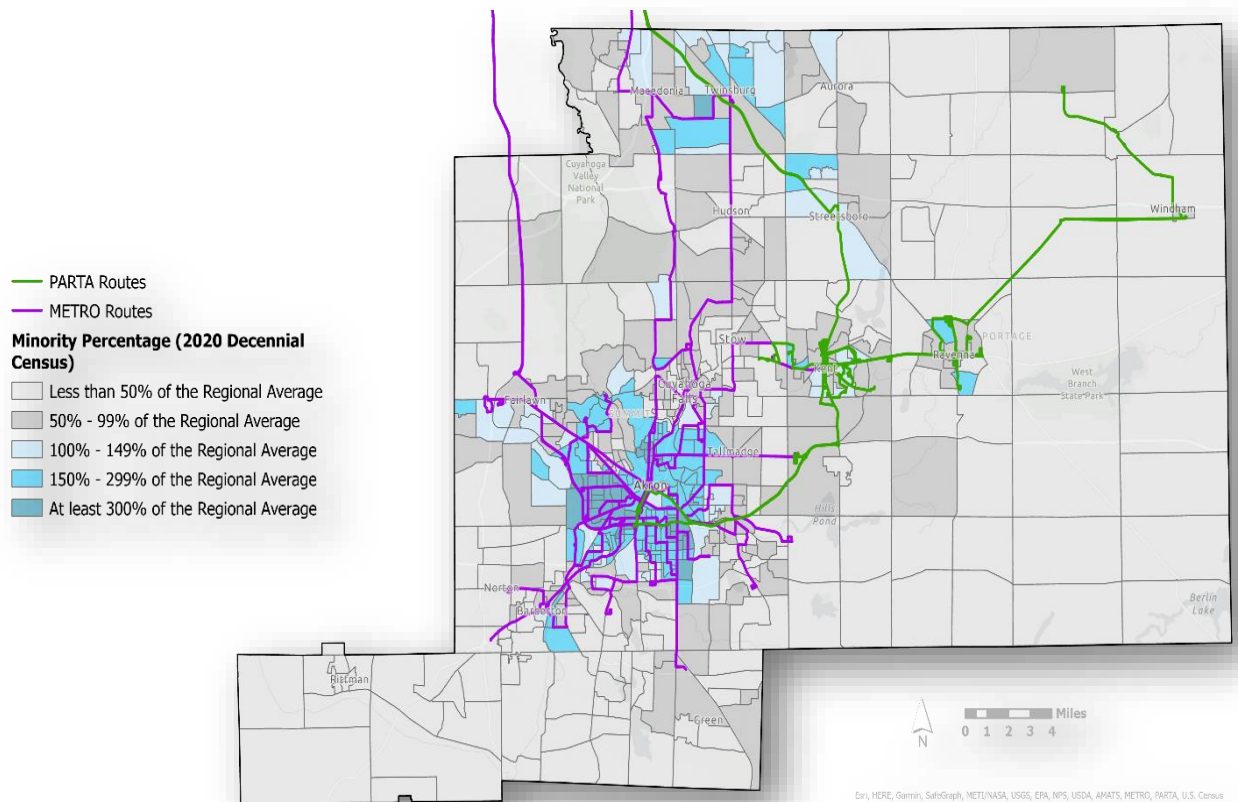 Macedonia
Twinsburg
Aurora
Cuyahoga
Valley
National
Park
Hudson
Streetsboro
Windham
PARTA Routes
METRO Routes
Minority Percentage (2020 Decennial
Census)
Less than 50% of the Regional Average
50% - 99% of the Regional Average
100% - 149% of the Regional Average
150% - 299% of the Regional Average
At least 300% of the Regional Average
Stow
Kent
Ravenna
PORTAGE
West
Branch
State Park
Cuyahoga
Falls
Fairlawn
SUMMIT
Tallmadge
Akron
Hills
Pond
Norton
Barberton
Berlin
Lake
Rittman
Green
N
Miles
0 1 2 3 4
Esri, HERE, Garmin, SafeGraph, METI/NASA, USGS, EPA, NPS, USDA, AMATS, METRO, PARTA, U.S. Census